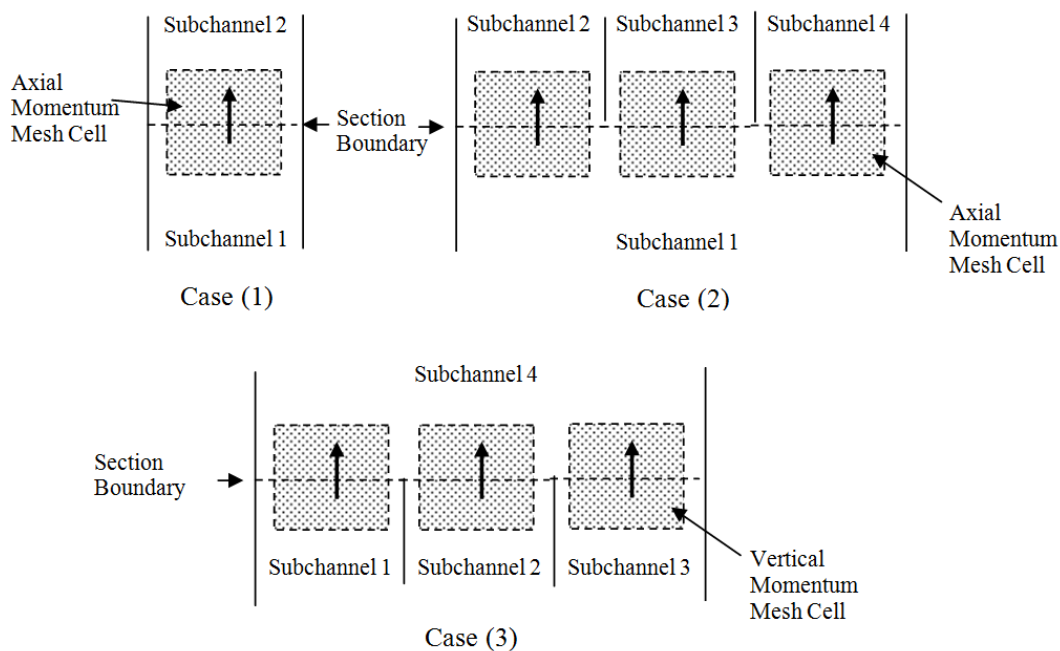 Subchannel 2
Subchannel 2
Subchannel 3
Subchannel 4
Axial
Momentum
Mesh Cell
Section
Boundary
Subchannel 1
Subchannel 1
Axial
Momentum
Mesh Cell
Case (1)
Case (2)
Subchannel 4
Section
Boundary
Subchannel 1
Subchannel 2
Subchannel 3
Vertical
Momentum
Mesh Cell
Case (3)